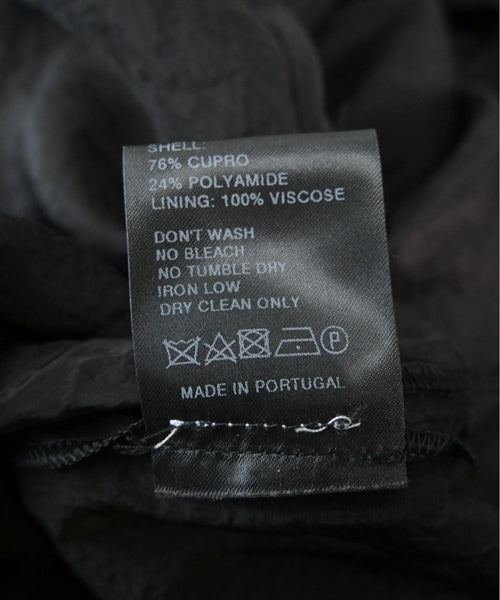 SHELL:
76% CUPRO
24% POLYAMIDE
LINING: 100% VISCOSE
DON'T WASH
NO BLEACH
NO TUMBLE DRY
IRON LOW
DRY CLEAN ONLY
P
MADE IN PORTUGAL